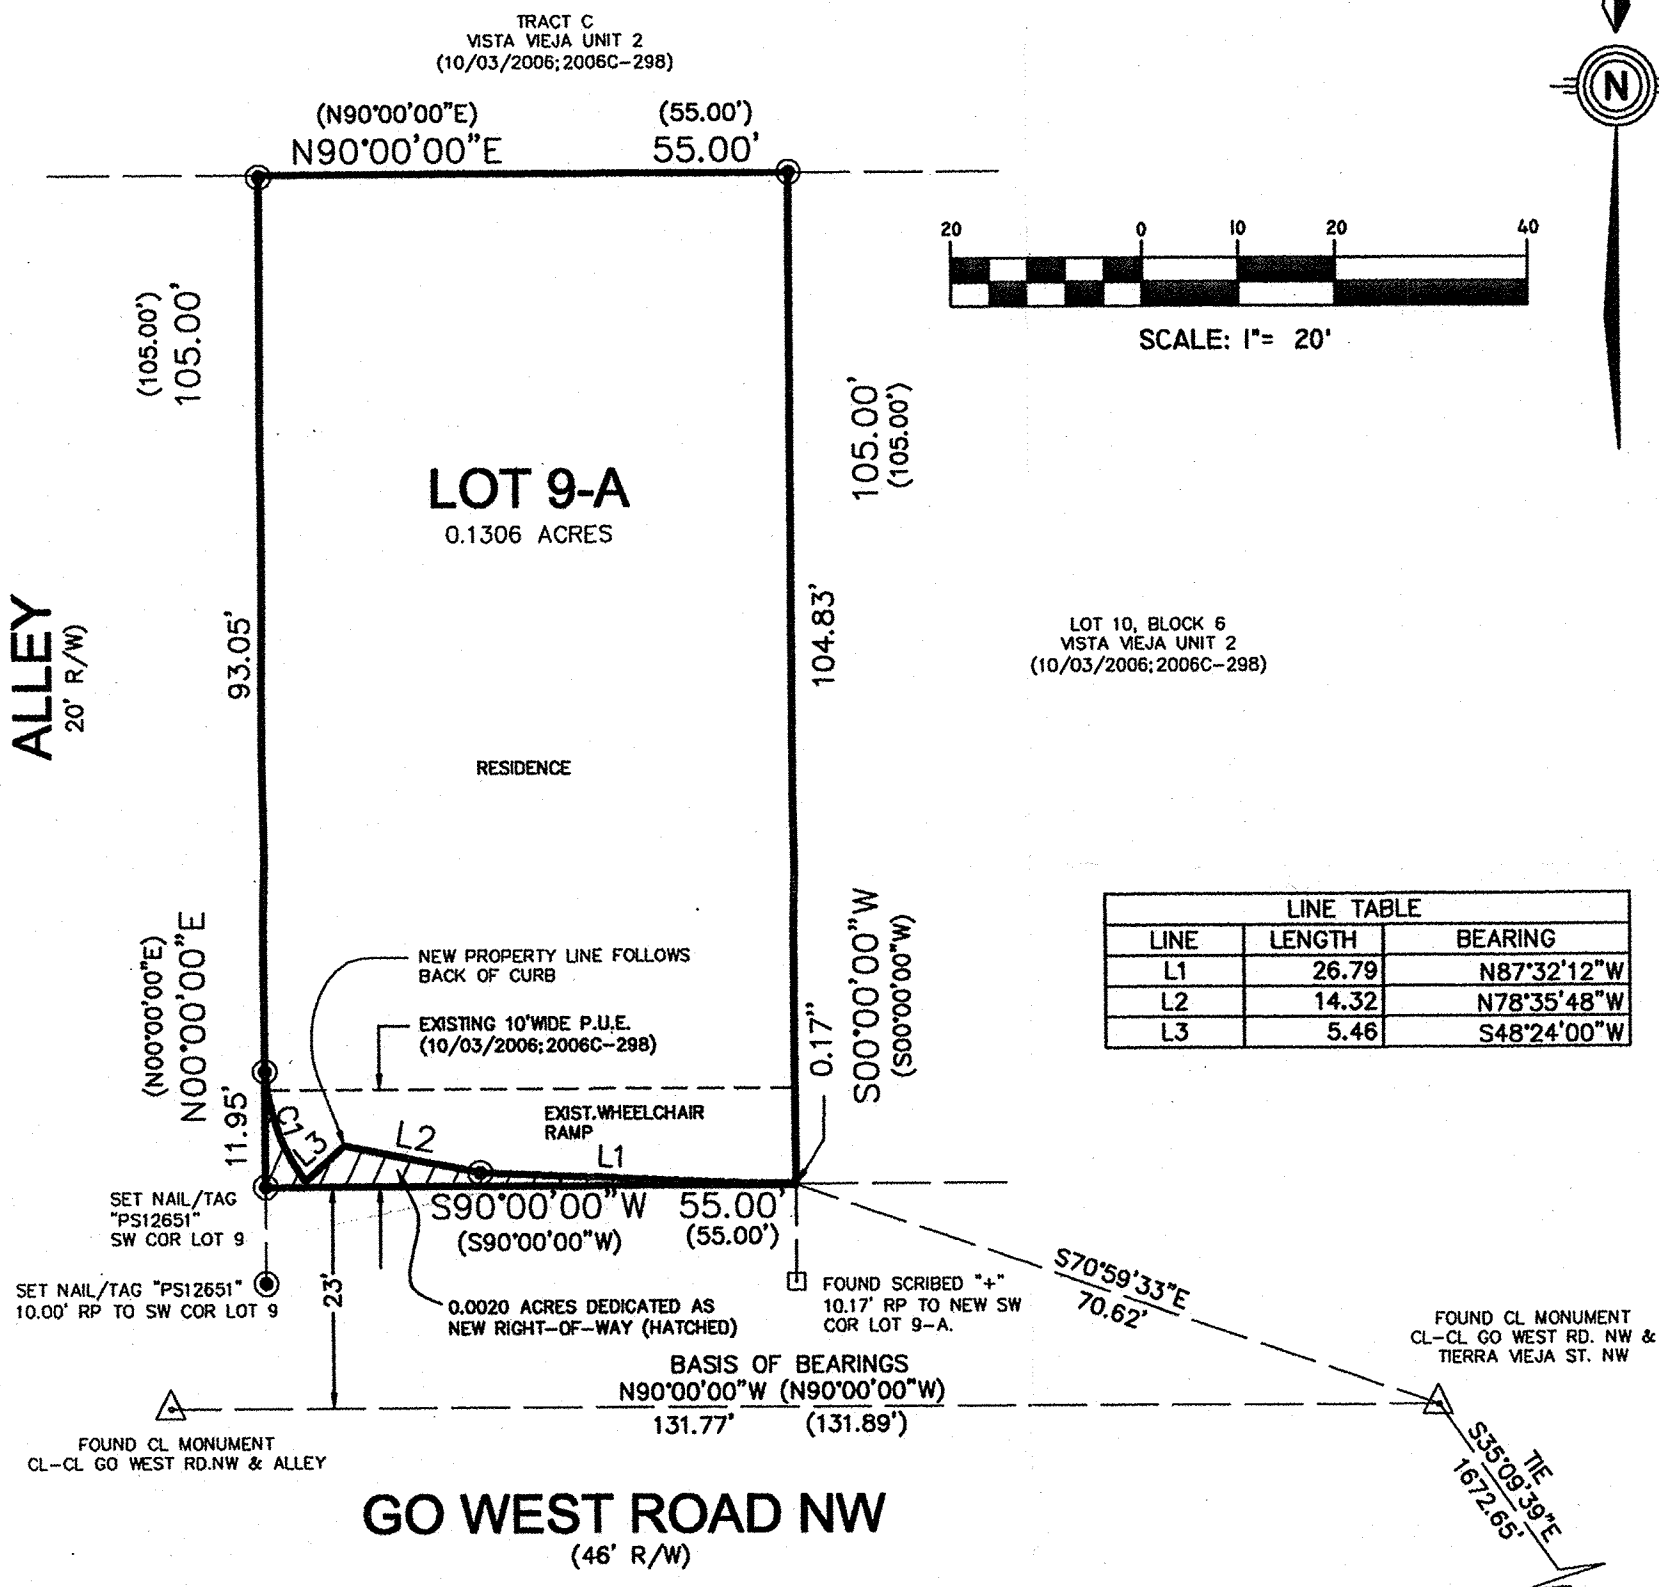 TRACT C
VISTA VIEJA UNIT 2
(10/03/2006;2006C-298)
N
(N90°00'00"E) (55.00')
N90°00'00"E 55.00'
20 0 10 20 40
SCALE: 1"= 20'
(105.00')
105.00'
105.00'
(105.00')
LOT 9-A
0.1306 ACRES
ALLEY
20' R/W)
93.05'
104.83'
LOT 10, BLOCK 6
VISTA VIEJA UNIT 2
(10/03/2006;2006C-298)
RESIDENCE
LINE TABLE
LINE LENGTH BEARING
L1 26.79 N87°32'12"W
L2 14.32 N78°35'48"W
L3 5.46 S48°24'00"W
(N00°00'00"E)
N00°00'00"E
NEW PROPERTY LINE FOLLOWS
BACK OF CURB
EXISTING 10'WIDE P.U.E.
(10/03/2006;2006C-298)
0.17"
S00°00'00"W
(S00°00'00"W)
11.95'
C1
L3
L2
EXIST.WHEELCHAIR
RAMP
L1
S90°00'00"W 55.00'
(S90°00'00"W) (55.00')
SET NAIL/TAG
"PS12651"
SW COR LOT 9
SET NAIL/TAG "PS12651"
10.00' RP TO SW COR LOT 9
23'
0.0020 ACRES DEDICATED AS
NEW RIGHT-OF-WAY (HATCHED)
FOUND SCRIBED "+"
10.17' RP TO NEW SW
COR LOT 9-A.
S70°59'33"E
70.62'
FOUND CL MONUMENT
CL-CL GO WEST RD. NW &
TIERRA VIEJA ST. NW
BASIS OF BEARINGS
N90°00'00"W (N90°00'00"W)
131.77' (131.89')
FOUND CL MONUMENT
CL-CL GO WEST RD.NW & ALLEY
TIE
S35°09'39"E
1672.65'
GO WEST ROAD NW
(46' R/W)